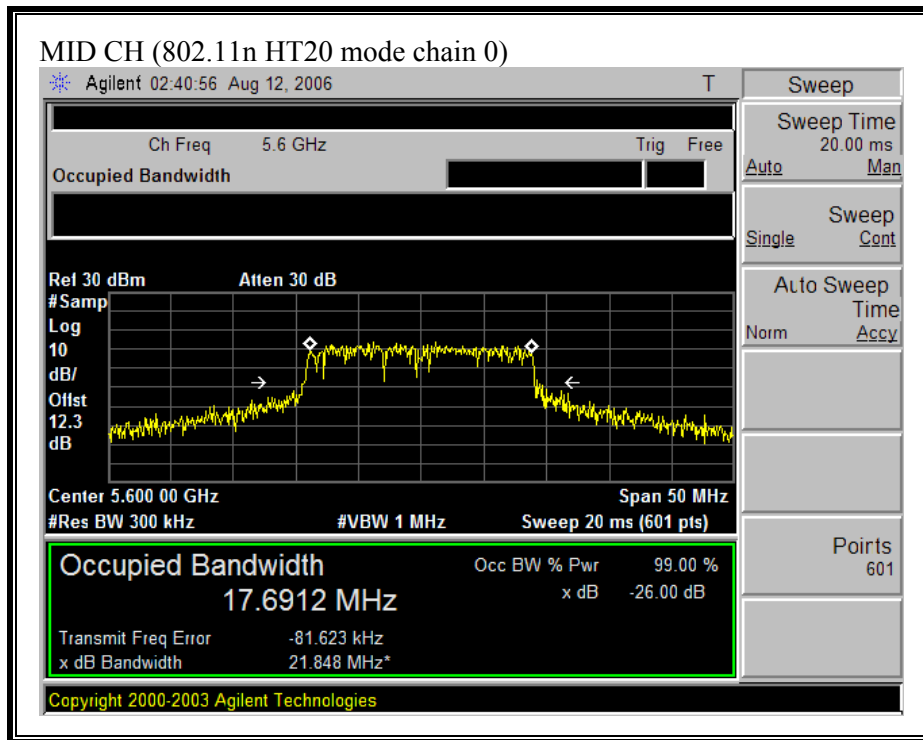 MID CH (802.11n HT20 mode chain 0)
Agilent 02:40:56 Aug 12, 2006 T
Sweep
Sweep Time
20.00 ms
Auto Man
Ch Freq 5.6 GHz Trig Free
Occupied Bandwidth
Sweep
Single Cont
Ref 30 dBm Atten 30 dB
#Samp
Log
10
dB/
Offst
12.3
dB
Auto Sweep
Time
Norm Accy
Center 5.600 00 GHz Span 50 MHz
#Res BW 300 kHz #VBW 1 MHz Sweep 20 ms (601 pts)
Points
601
Occupied Bandwidth Occ BW % Pwr 99.00 %
17.6912 MHz x dB -26.00 dB
Transmit Freq Error -81.623 kHz
x dB Bandwidth 21.848 MHz*
Copyright 2000-2003 Agilent Technologies